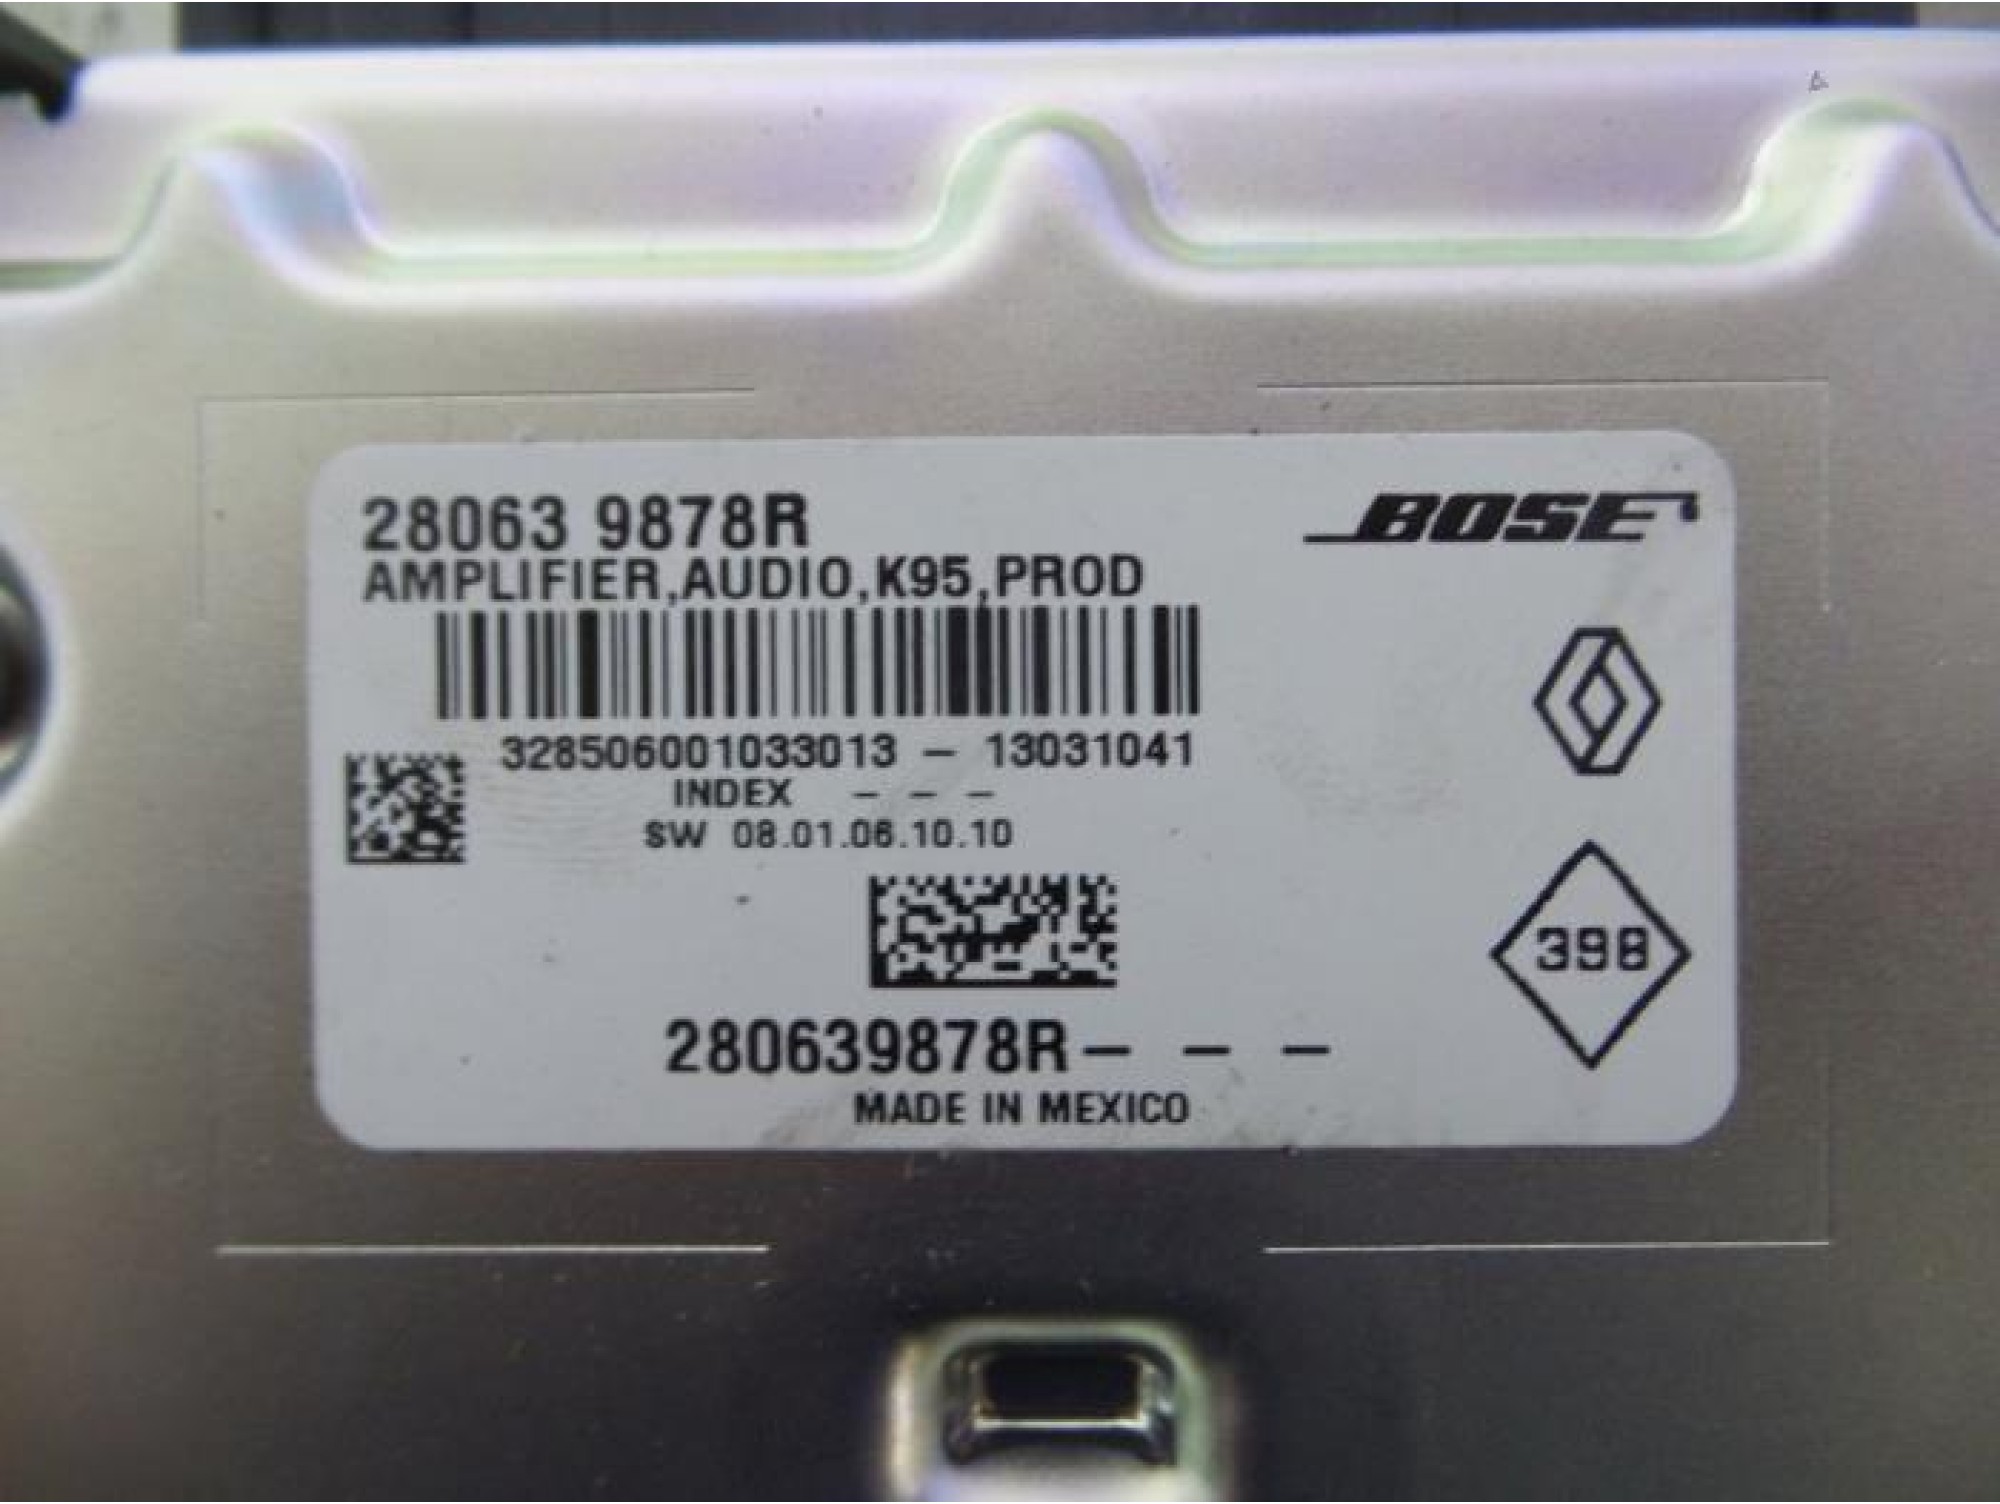 28063 9878R
BOSE
AMPLIFIER,AUDIO,K95,PROD
328506001033013 - 13031041
INDEX - - -
SW 08.01.06.10.10
398
280639878R- - -
MADE IN MEXICO